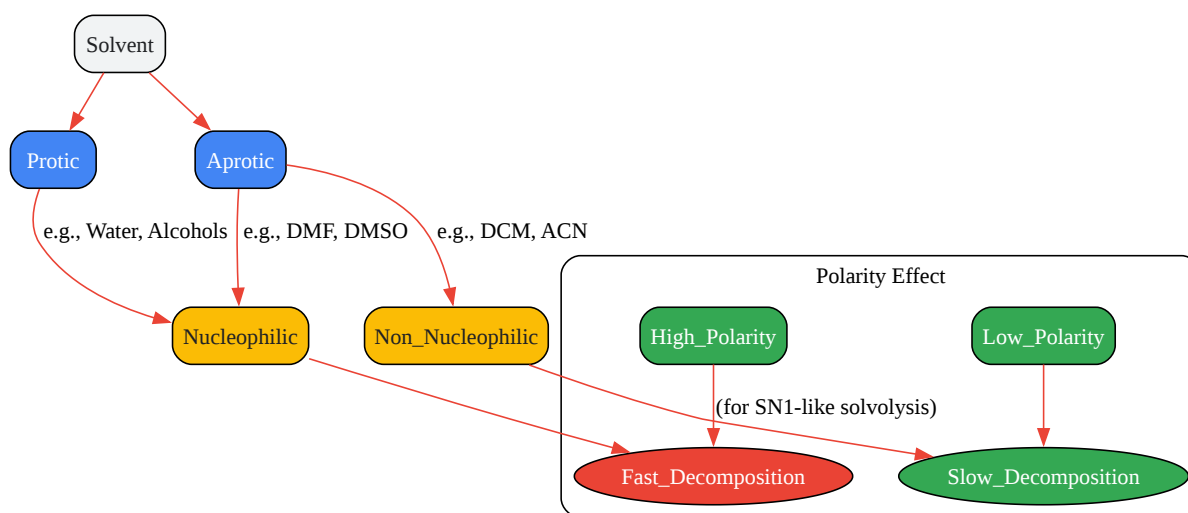 Solvent
Protic
Aprotic
e.g., Water, Alcohols
e.g., DMF, DMSO
e.g., DCM, ACN
Polarity Effect
Nucleophilic
Non_Nucleophilic
High_Polarity
Low_Polarity
(for SN1-like solvolysis)
Fast_Decomposition
Slow_Decomposition